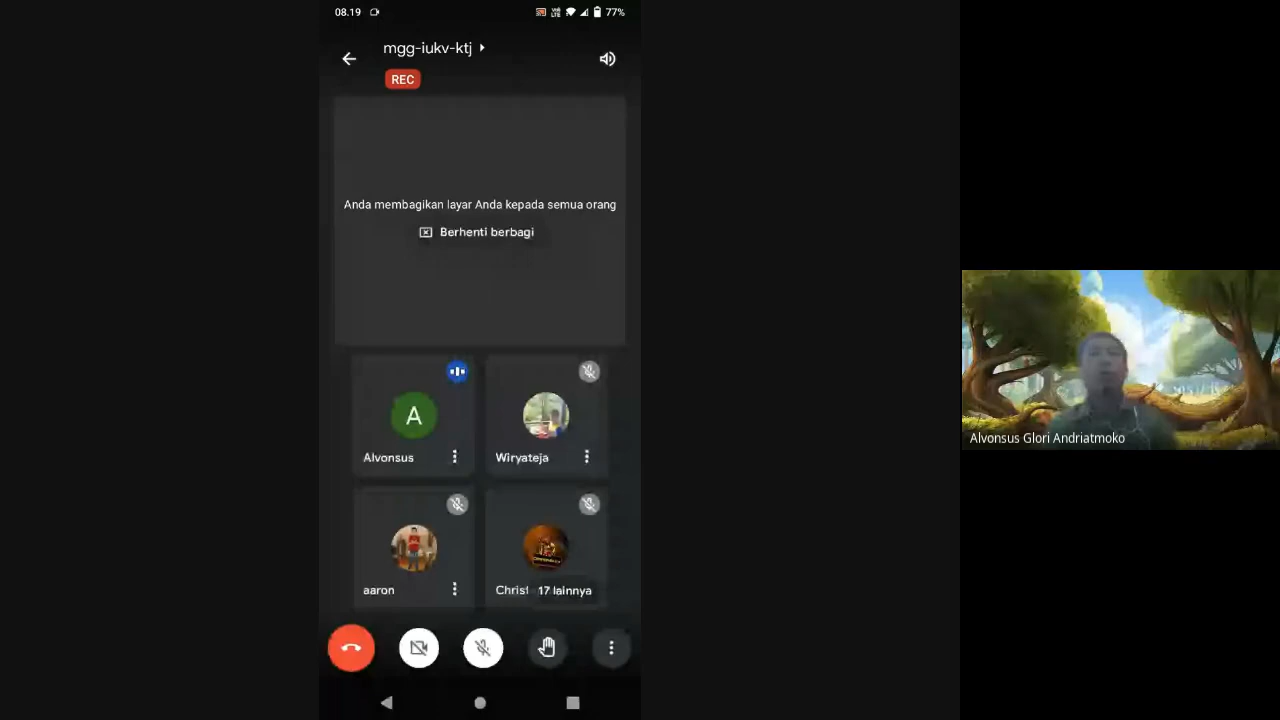 08.19
77%
mgg-iukv-ktj
REC
Anda membagikan layar Anda kepada semua orang
Berhenti berbagi
A
Alvonsus
Wiryateja
aaron
Christ
17 lainnya
Alvonsus Glori Andriatmoko